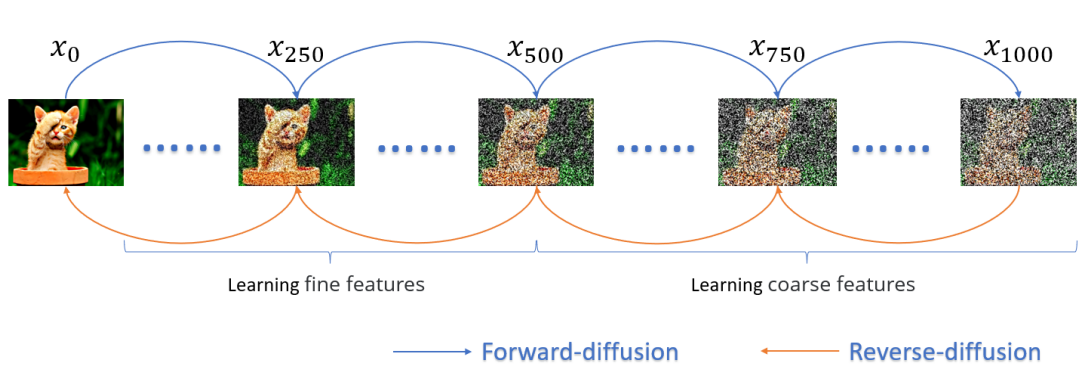 x₀ x₂₅₀ x₅₀₀ x₇₅₀ x₁₀₀₀
Learning fine features Learning coarse features
Forward-diffusion Reverse-diffusion